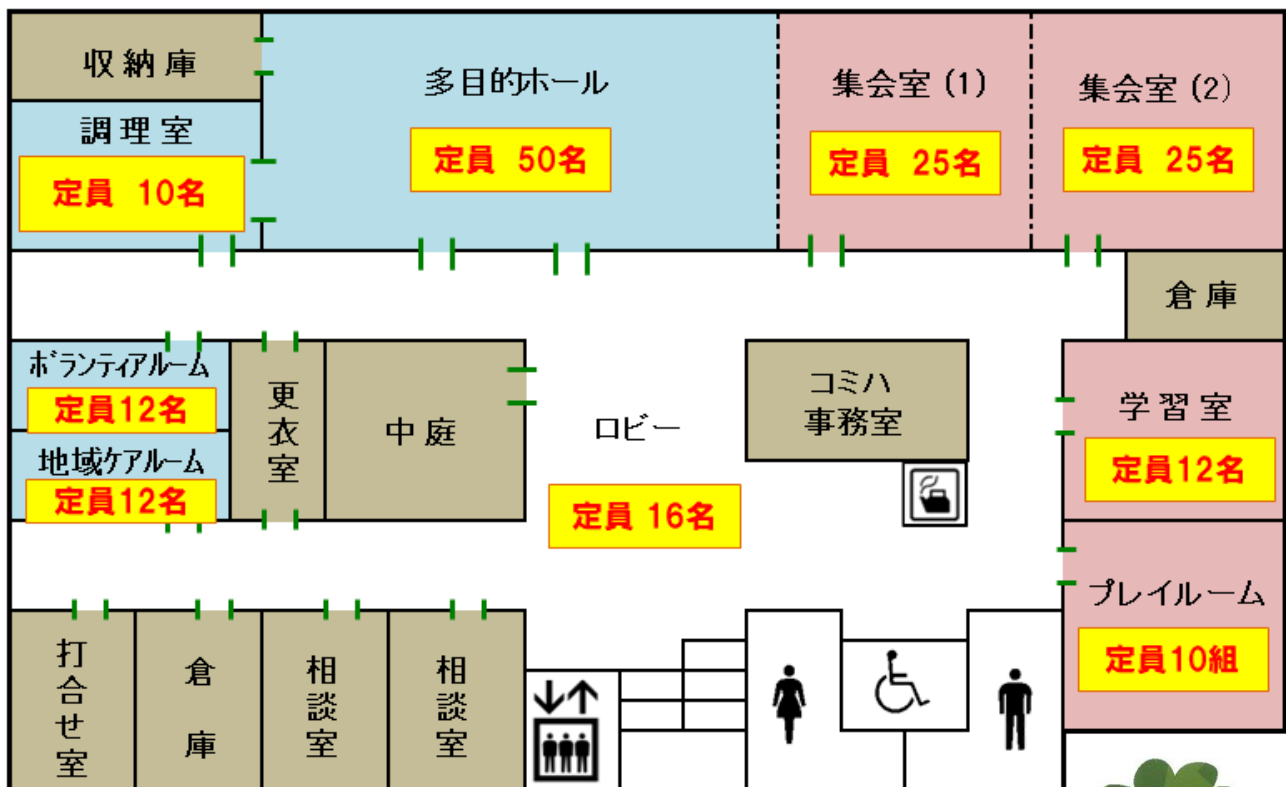 収納庫
多目的ホール
定員 50名
集会室(1)
定員 25名
集会室(2)
定員 25名
調理室
定員 10名
倉庫
ボランティアルーム
定員12名
地域ケアルーム
定員12名
更衣室
中庭
ロビー
定員 16名
コミハ
事務室
学習室
定員12名
プレイルーム
定員10組
打合せ室
倉庫
相談室
相談室